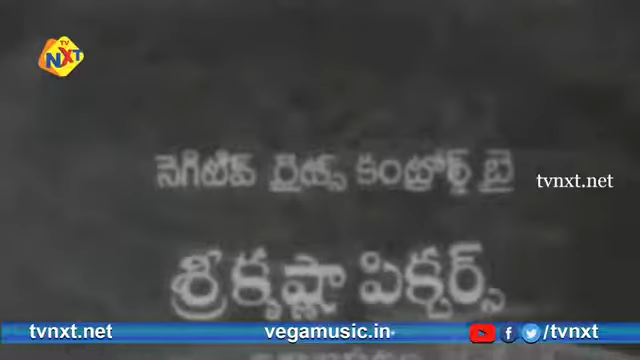 TV
NXT
నెగిటివ్ రైట్స్ కంట్రోల్డ్ బై
tvnxt.net
శ్రీకృష్ణా పిక్చర్స్
tvnxt.net vegamusic.in /tvnxt